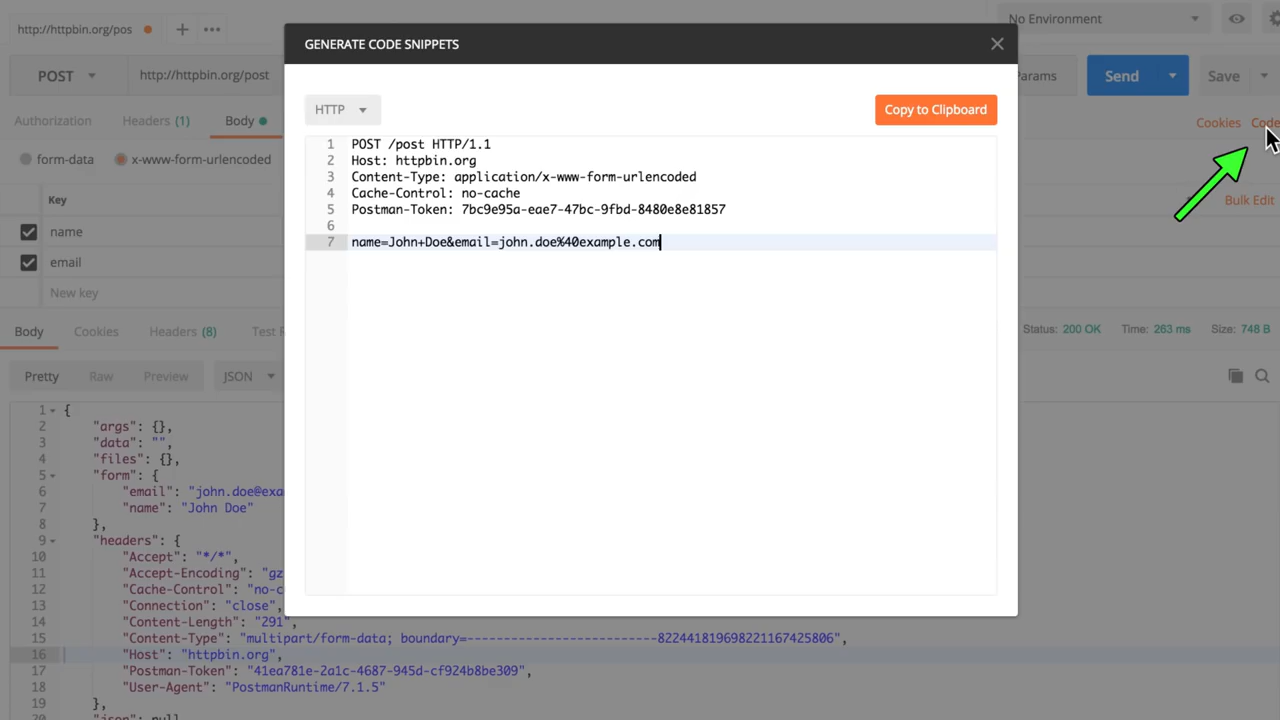 http://httpbin.org/pos
No Environment
GENERATE CODE SNIPPETS
POST
http://httpbin.org/post
Params
Send
Save
HTTP
Copy to Clipboard
Authorization
Headers (1)
Body
Cookies
Code
form-data
x-www-form-urlencoded
1 POST /post HTTP/1.1
2 Host: httpbin.org
3 Content-Type: application/x-www-form-urlencoded
4 Cache-Control: no-cache
5 Postman-Token: 7bc9e95a-eae7-47bc-9fbd-8480e8e81857
6
7 name=John+Doe&email=john.doe%40example.com
Key
Bulk Edit
name
email
New key
Body
Cookies
Headers (8)
Test R
Status: 200 OK
Time: 263 ms
Size: 748 B
Pretty
Raw
Preview
JSON
1 {
2 "args": {},
3 "data": "",
4 "files": {},
5 "form": {
6 "email": "john.doe@exa
7 "name": "John Doe"
8 },
9 "headers": {
10 "Accept": "*/*",
11 "Accept-Encoding": "gz
12 "Cache-Control": "no-c
13 "Connection": "close",
14 "Content-Length": "291",
15 "Content-Type": "multipart/form-data; boundary=--------------------------822441819698221167425806",
16 "Host": "httpbin.org",
17 "Postman-Token": "41ea781e-2a1c-4687-945d-cf924b8be309",
18 "User-Agent": "PostmanRuntime/7.1.5"
19 },
20 "json": null